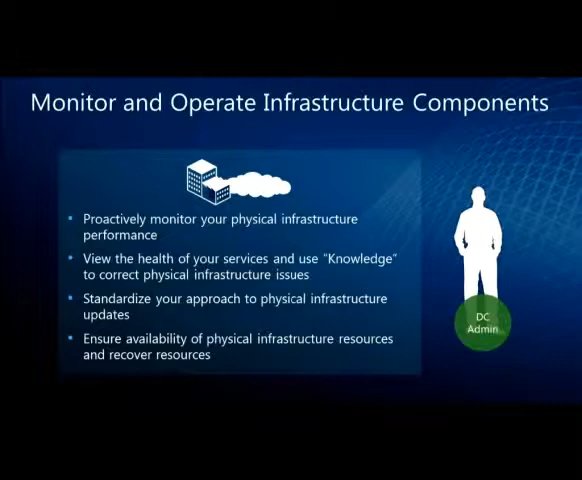 Monitor and Operate Infrastructure Components
Proactively monitor your physical infrastructure
performance
View the health of your services and use “Knowledge”
to correct physical infrastructure issues
Standardize your approach to physical infrastructure
updates
Ensure availability of physical infrastructure resources
and recover resources
DC
Admin